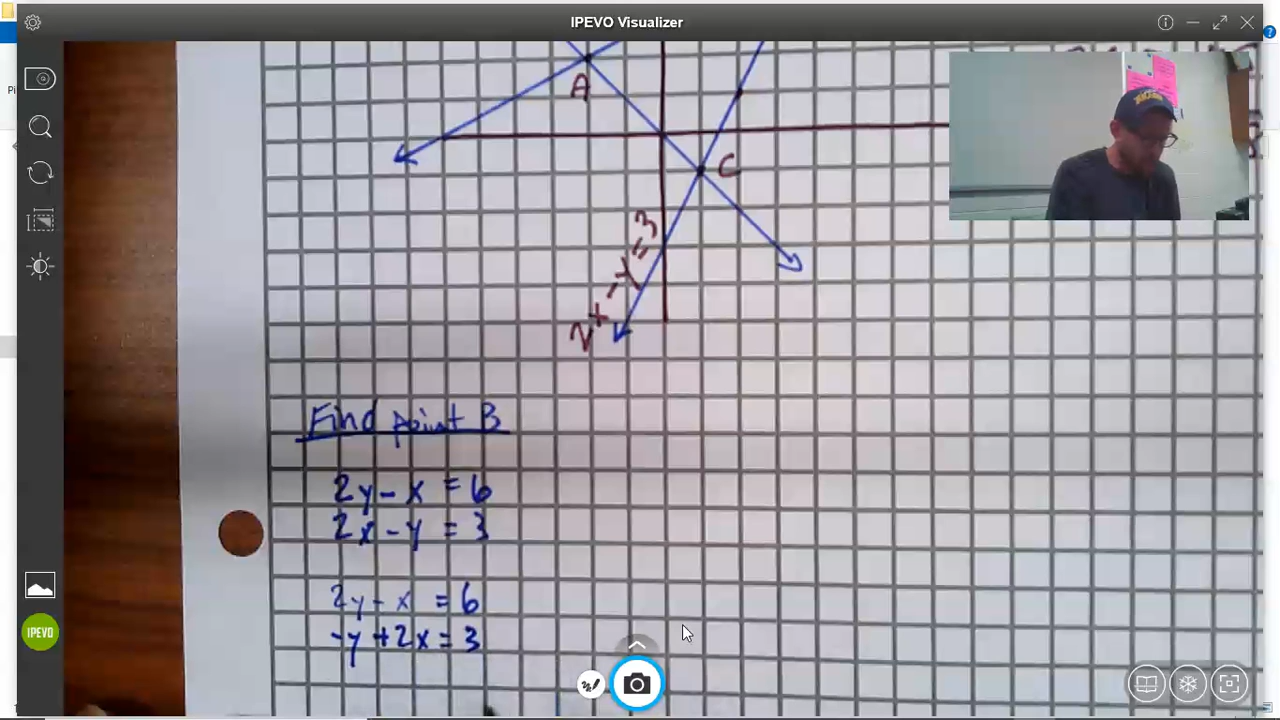 IPEVO Visualizer
A
C
2x-y=3
Find point B
2y-x=6
2x-y=3
2y-x=6
-y+2x=3
IPEVO